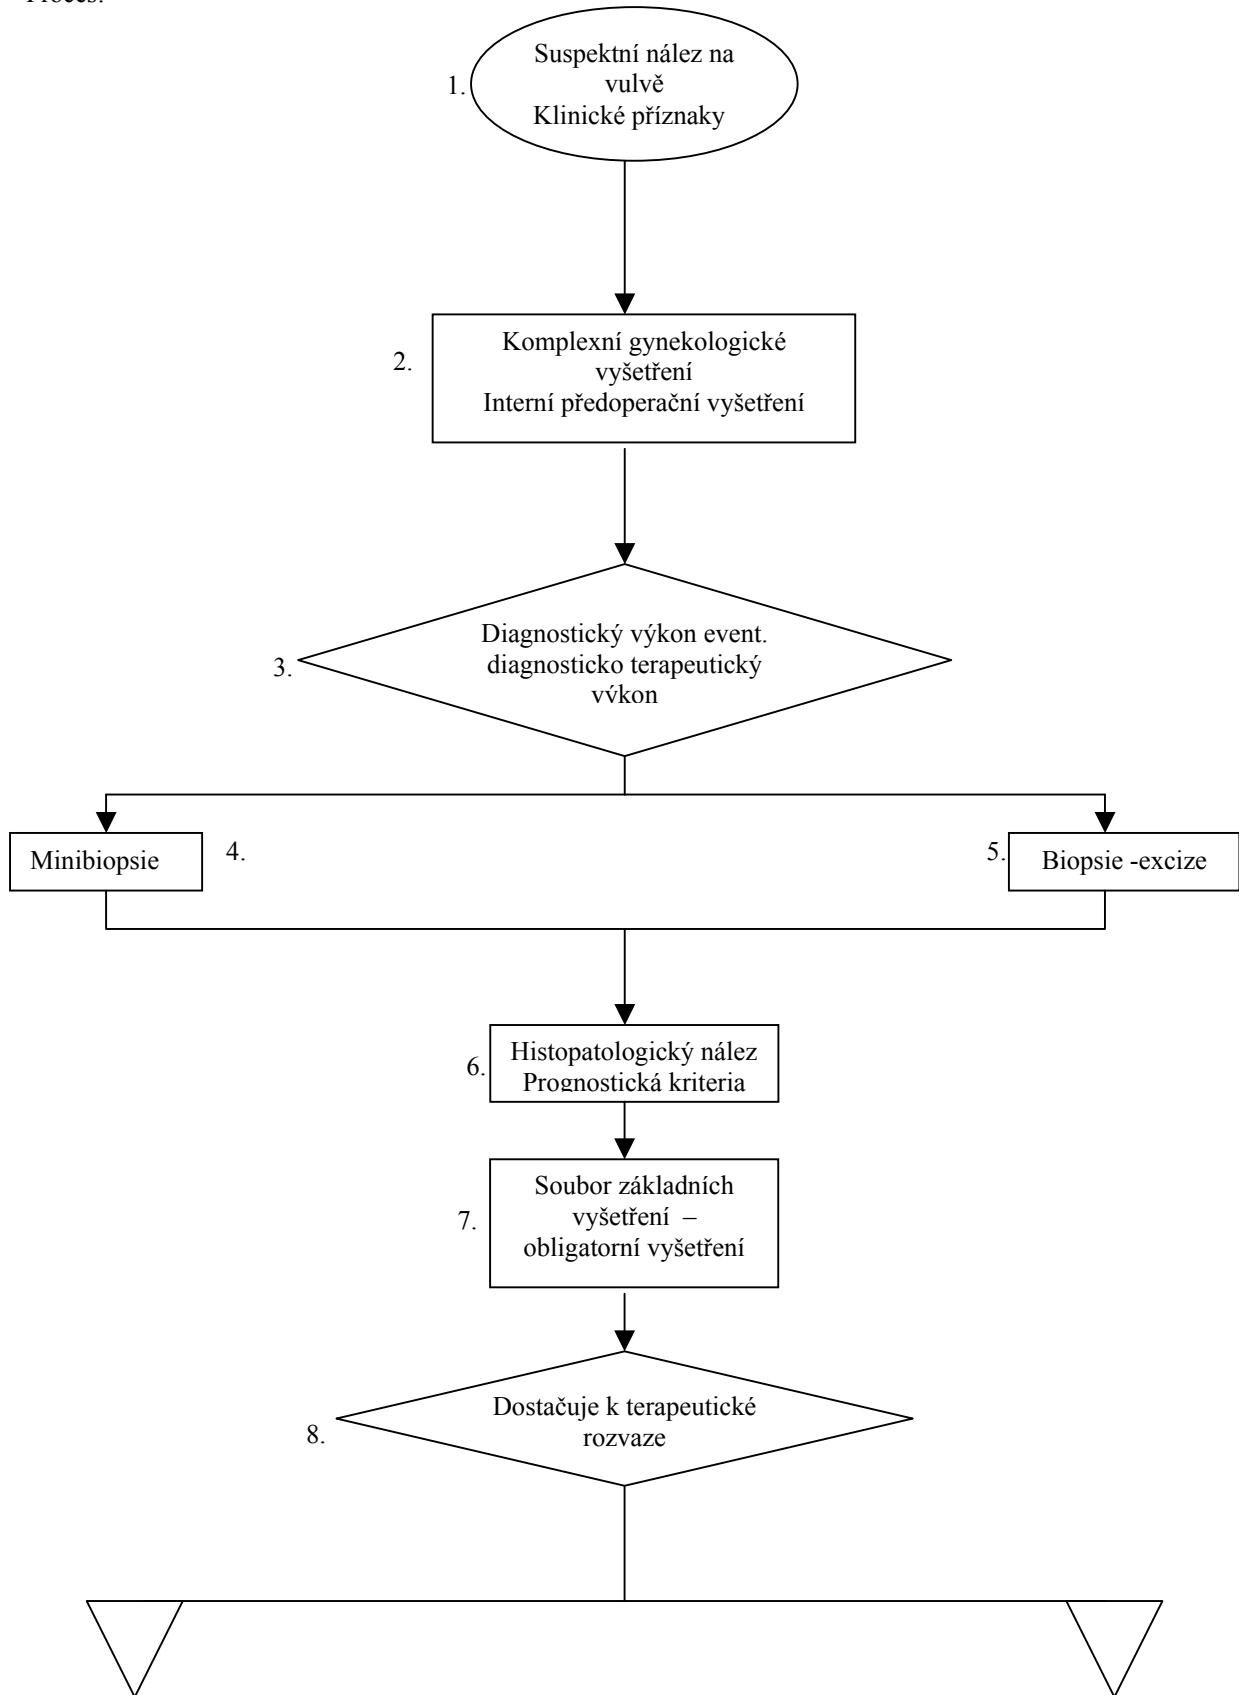 Proces:
Suspektní nález na
vulvě
1.
Klinické příznaky
Komplexní gynekologické
2.
vyšetření
Interní předoperační vyšetření
Diagnostický výkon event.
3.
diagnosticko terapeutický
výkon
Minibiopsie
4.
5.
Biopsie -excize
Histopatologický nález
6.
Prognostická kriteria
Soubor základních
7.
vyšetření –
obligatorní vyšetření
Dostačuje k terapeutické
8.
rozvaze